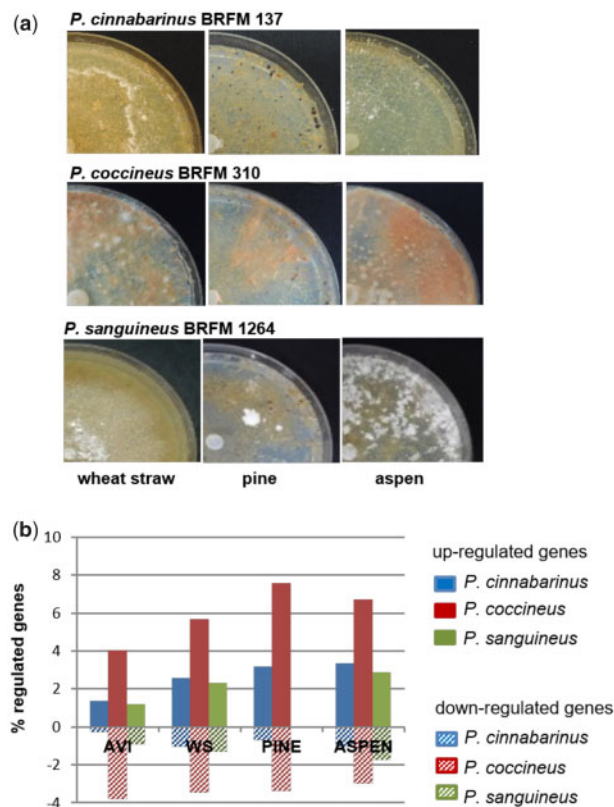 (a)
P. cinnabarinus BRFM 137
P. coccineus BRFM 310
P. sanguineus BRFM 1264
wheat straw pine aspen
(b)
% regulated genes
10
8
6
4
2
0
-2
-4
AVI WS PINE ASPEN
up-regulated genes
P. cinnabarinus
P. coccineus
P. sanguineus
down-regulated genes
P. cinnabarinus
P. coccineus
P. sanguineus